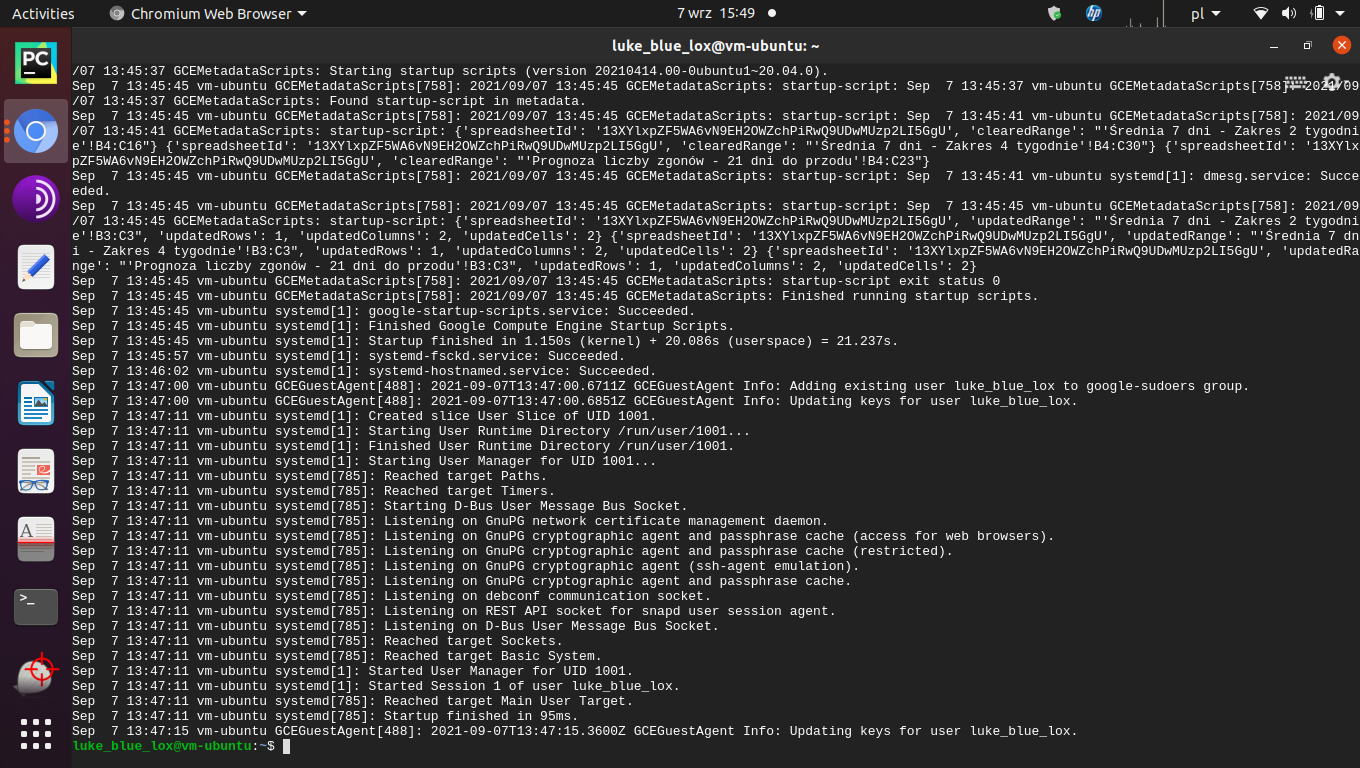 Activities Chromium Web Browser 7 wrz 15:49 pl
luke_blue_lox@vm-ubuntu: ~
/07 13:45:37 GCEMetadataScripts: Starting startup scripts (version 20210414.00-0ubuntu1~20.04.0).
Sep  7 13:45:45 vm-ubuntu GCEMetadataScripts[758]: 2021/09/07 13:45:45 GCEMetadataScripts: startup-script: Sep  7 13:45:37 vm-ubuntu GCEMetadataScripts[758]: 2021/09
/07 13:45:37 GCEMetadataScripts: Found startup-script in metadata.
Sep  7 13:45:45 vm-ubuntu GCEMetadataScripts[758]: 2021/09/07 13:45:45 GCEMetadataScripts: startup-script: Sep  7 13:45:41 vm-ubuntu GCEMetadataScripts[758]: 2021/09
/07 13:45:41 GCEMetadataScripts: startup-script: {'spreadsheetId': '13XYlxpZF5WA6vN9EH2OWZchPiRwQ9UDwMUzp2LI5GgU', 'clearedRange': "'Średnia 7 dni - Zakres 2 tygodni
e'!B4:C16"} {'spreadsheetId': '13XYlxpZF5WA6vN9EH2OWZchPiRwQ9UDwMUzp2LI5GgU', 'clearedRange': "'Średnia 7 dni - Zakres 4 tygodnie'!B4:C30"} {'spreadsheetId': '13XYlx
pZF5WA6vN9EH2OWZchPiRwQ9UDwMUzp2LI5GgU', 'clearedRange': "'Prognoza liczby zgonów - 21 dni do przodu'!B4:C23"}
Sep  7 13:45:45 vm-ubuntu GCEMetadataScripts[758]: 2021/09/07 13:45:45 GCEMetadataScripts: startup-script: Sep  7 13:45:41 vm-ubuntu systemd[1]: dmesg.service: Succe
eded.
Sep  7 13:45:45 vm-ubuntu GCEMetadataScripts[758]: 2021/09/07 13:45:45 GCEMetadataScripts: startup-script: Sep  7 13:45:45 vm-ubuntu GCEMetadataScripts[758]: 2021/09
/07 13:45:45 GCEMetadataScripts: startup-script: {'spreadsheetId': '13XYlxpZF5WA6vN9EH2OWZchPiRwQ9UDwMUzp2LI5GgU', 'updatedRange': "'Średnia 7 dni - Zakres 2 tygodni
e'!B3:C3", 'updatedRows': 1, 'updatedColumns': 2, 'updatedCells': 2} {'spreadsheetId': '13XYlxpZF5WA6vN9EH2OWZchPiRwQ9UDwMUzp2LI5GgU', 'updatedRange': "'Średnia 7 dn
i - Zakres 4 tygodnie'!B3:C3", 'updatedRows': 1, 'updatedColumns': 2, 'updatedCells': 2} {'spreadsheetId': '13XYlxpZF5WA6vN9EH2OWZchPiRwQ9UDwMUzp2LI5GgU', 'updatedRa
nge': "'Prognoza liczby zgonów - 21 dni do przodu'!B3:C3", 'updatedRows': 1, 'updatedColumns': 2, 'updatedCells': 2}
Sep  7 13:45:45 vm-ubuntu GCEMetadataScripts[758]: 2021/09/07 13:45:45 GCEMetadataScripts: startup-script exit status 0
Sep  7 13:45:45 vm-ubuntu GCEMetadataScripts[758]: 2021/09/07 13:45:45 GCEMetadataScripts: Finished running startup scripts.
Sep  7 13:45:45 vm-ubuntu systemd[1]: google-startup-scripts.service: Succeeded.
Sep  7 13:45:45 vm-ubuntu systemd[1]: Finished Google Compute Engine Startup Scripts.
Sep  7 13:45:45 vm-ubuntu systemd[1]: Startup finished in 1.150s (kernel) + 20.086s (userspace) = 21.237s.
Sep  7 13:45:57 vm-ubuntu systemd[1]: systemd-fsckd.service: Succeeded.
Sep  7 13:46:02 vm-ubuntu systemd[1]: systemd-hostnamed.service: Succeeded.
Sep  7 13:47:00 vm-ubuntu GCEGuestAgent[488]: 2021-09-07T13:47:00.6711Z GCEGuestAgent Info: Adding existing user luke_blue_lox to google-sudoers group.
Sep  7 13:47:00 vm-ubuntu GCEGuestAgent[488]: 2021-09-07T13:47:00.6851Z GCEGuestAgent Info: Updating keys for user luke_blue_lox.
Sep  7 13:47:11 vm-ubuntu systemd[1]: Created slice User Slice of UID 1001.
Sep  7 13:47:11 vm-ubuntu systemd[1]: Starting User Runtime Directory /run/user/1001...
Sep  7 13:47:11 vm-ubuntu systemd[1]: Finished User Runtime Directory /run/user/1001.
Sep  7 13:47:11 vm-ubuntu systemd[1]: Starting User Manager for UID 1001...
Sep  7 13:47:11 vm-ubuntu systemd[785]: Reached target Paths.
Sep  7 13:47:11 vm-ubuntu systemd[785]: Reached target Timers.
Sep  7 13:47:11 vm-ubuntu systemd[785]: Starting D-Bus User Message Bus Socket.
Sep  7 13:47:11 vm-ubuntu systemd[785]: Listening on GnuPG network certificate management daemon.
Sep  7 13:47:11 vm-ubuntu systemd[785]: Listening on GnuPG cryptographic agent and passphrase cache (access for web browsers).
Sep  7 13:47:11 vm-ubuntu systemd[785]: Listening on GnuPG cryptographic agent and passphrase cache (restricted).
Sep  7 13:47:11 vm-ubuntu systemd[785]: Listening on GnuPG cryptographic agent (ssh-agent emulation).
Sep  7 13:47:11 vm-ubuntu systemd[785]: Listening on GnuPG cryptographic agent and passphrase cache.
Sep  7 13:47:11 vm-ubuntu systemd[785]: Listening on debconf communication socket.
Sep  7 13:47:11 vm-ubuntu systemd[785]: Listening on REST API socket for snapd user session agent.
Sep  7 13:47:11 vm-ubuntu systemd[785]: Listening on D-Bus User Message Bus Socket.
Sep  7 13:47:11 vm-ubuntu systemd[785]: Reached target Sockets.
Sep  7 13:47:11 vm-ubuntu systemd[785]: Reached target Basic System.
Sep  7 13:47:11 vm-ubuntu systemd[1]: Started User Manager for UID 1001.
Sep  7 13:47:11 vm-ubuntu systemd[1]: Started Session 1 of user luke_blue_lox.
Sep  7 13:47:11 vm-ubuntu systemd[785]: Reached target Main User Target.
Sep  7 13:47:11 vm-ubuntu systemd[785]: Startup finished in 95ms.
Sep  7 13:47:15 vm-ubuntu GCEGuestAgent[488]: 2021-09-07T13:47:15.3600Z GCEGuestAgent Info: Updating keys for user luke_blue_lox.
luke_blue_lox@vm-ubuntu:~$
PC
hp
A
>_